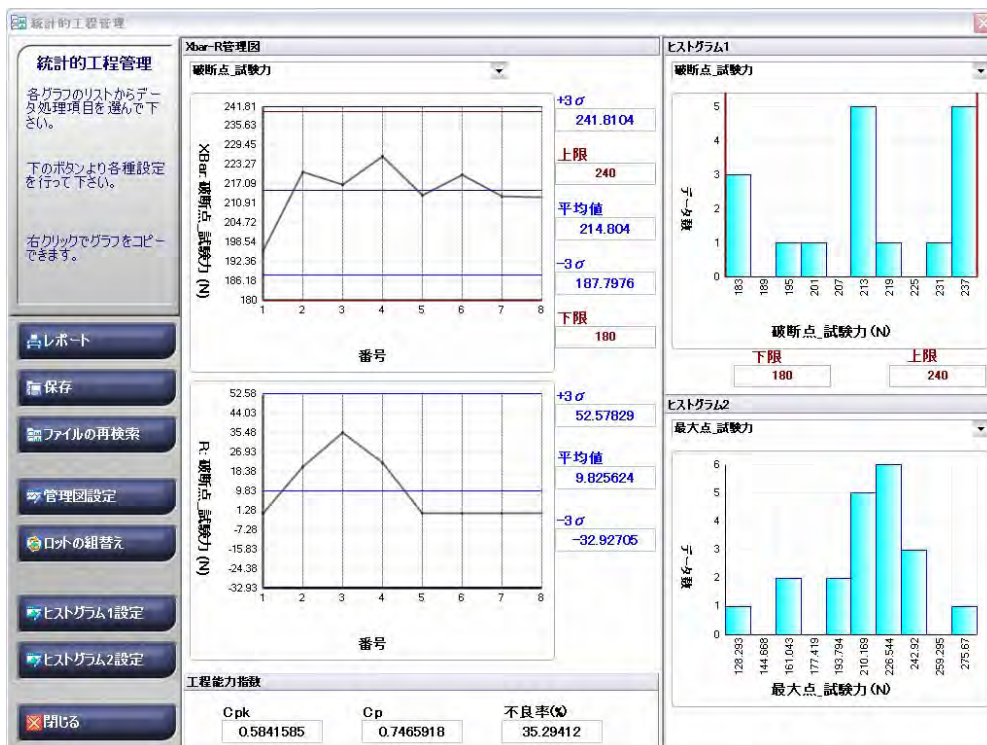 統計的工程管理
統計的工程管理
各グラフのリストからデー
タ処理項目を選んで下
さい。
下のボタンより各種設定
を行って下さい。
右クリックでグラフをコピー
できます。
レポート
保存
ファイルの再検索
管理図設定
ロットの組替え
ヒストグラム1設定
ヒストグラム2設定
閉じる
Xbar-R管理図
破断点_試験力
XBar: 破断点_試験力 (N)
241.81
235.63
229.45
223.27
217.09
210.91
204.72
198.54
192.36
186.18
180
1 2 3 4 5 6 7 8
番号
+3σ
241.8104
上限
240
平均値
214.804
-3σ
187.7976
下限
180
R: 破断点_試験力 (N)
52.58
44.03
35.48
26.93
18.38
9.83
1.28
-7.28
-15.83
-24.38
-32.93
1 2 3 4 5 6 7 8
番号
+3σ
52.57829
平均値
9.825624
-3σ
-32.92705
工程能力指数
Cpk
0.5841585
Cp
0.7465918
不良率(%)
35.29412
ヒストグラム1
破断点_試験力
データ数
5
4
3
2
1
0
183 189 195 201 207 213 219 225 231 237
破断点_試験力(N)
下限
180
上限
240
ヒストグラム2
最大点_試験力
データ数
6
5
4
3
2
1
0
128.293 144.668 161.043 177.419 193.794 210.169 226.544 242.92 259.295 275.67
最大点_試験力(N)